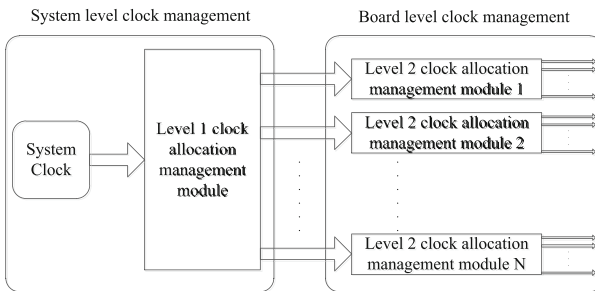 System level clock management
Board level clock management
System
Clock
Level 1 clock
allocation
management
module
Level 2 clock allocation
management module 1
Level 2 clock allocation
management module 2
Level 2 clock allocation
management module N